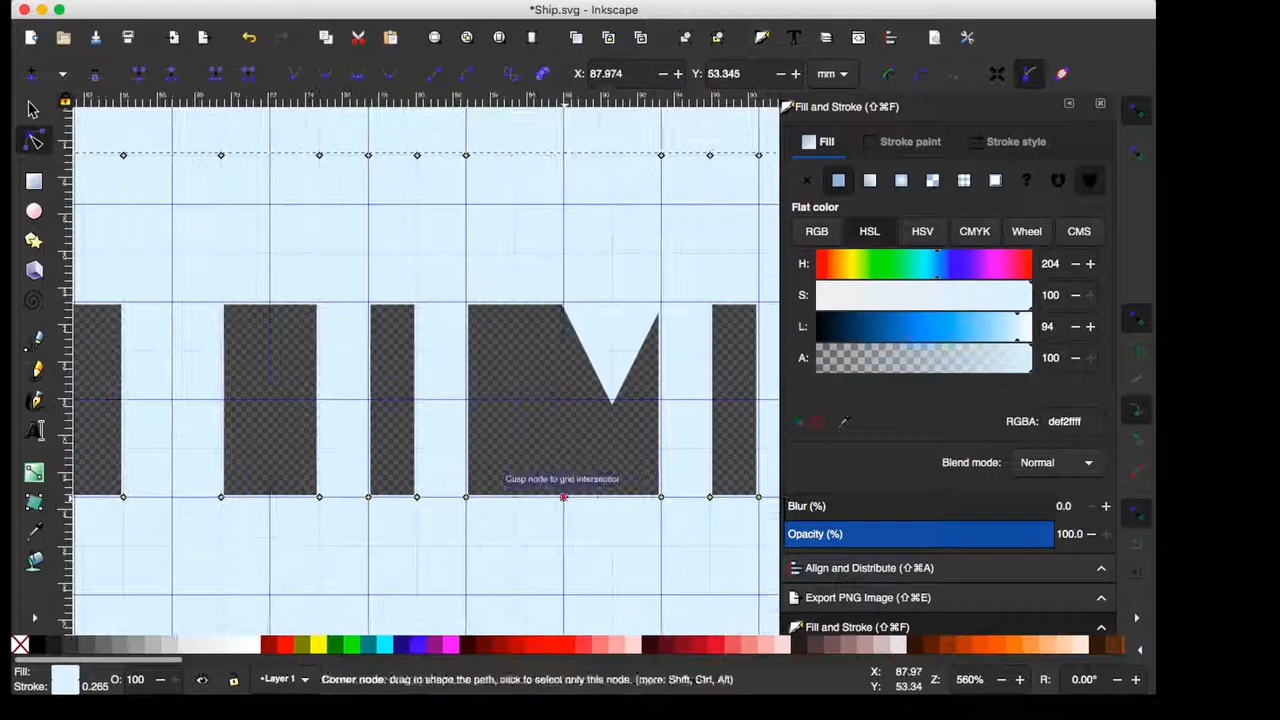 *Ship.svg - Inkscape
X: 87.974 Y: 53.345 mm
Fill and Stroke (⇧⌘F)
Fill Stroke paint Stroke style
?
Flat color
RGB HSL HSV CMYK Wheel CMS
H: 204
S: 100
L: 94
A: 100
RGBA: def2ffff
Blend mode: Normal
Cusp node to grid intersection
Blur (%) 0.0
Opacity (%) 100.0
Align and Distribute (⇧⌘A)
Export PNG Image (⇧⌘E)
Fill and Stroke (⇧⌘F)
Fill:
Stroke: 0.265
O: 100
•Layer 1
Corner node: drag to shape the path, click to select only this node. (more: Shift, Ctrl, Alt)
X: 87.97
Y: 53.34
Z: 560%
R: 0.00°